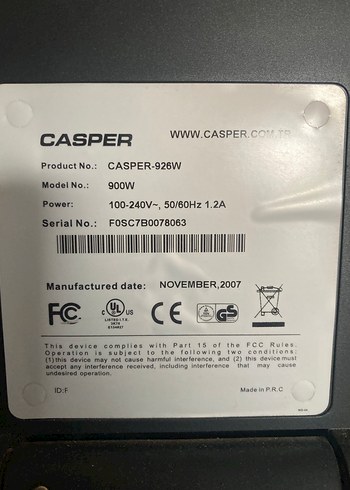 CASPER
WWW.CASPER.COM.TR
Product No.: CASPER-926W
Model No.: 900W
Power: 100-240V~, 50/60Hz 1.2A
Serial No.: F0SC7B0078063
Manufactured date: NOVEMBER,2007
FC
C UL US
LISTED I.T.E.
CE
GS
This device complies with Part 15 of the FCC Rules.
Operation is subject to the following two conditions:
(1) this device may not cause harmful interference, and (2) this device must
accept any interference received, including interference that may cause
undesired operation.
ID:F
Made in P.R.C